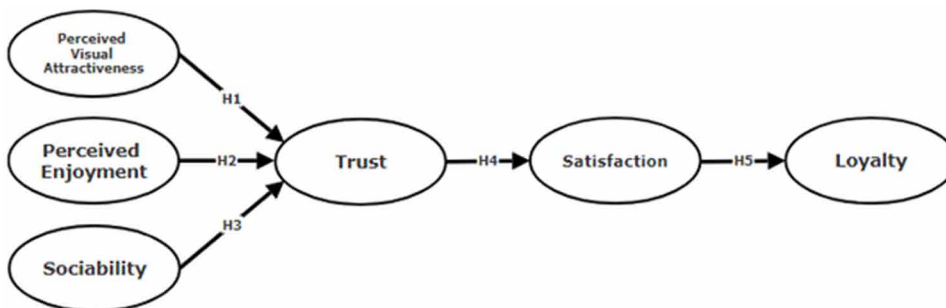 Perceived
Visual
Attractiveness
H1
Perceived
Enjoyment
H2
Trust
H4
Satisfaction
H5
Loyalty
H3
Sociability